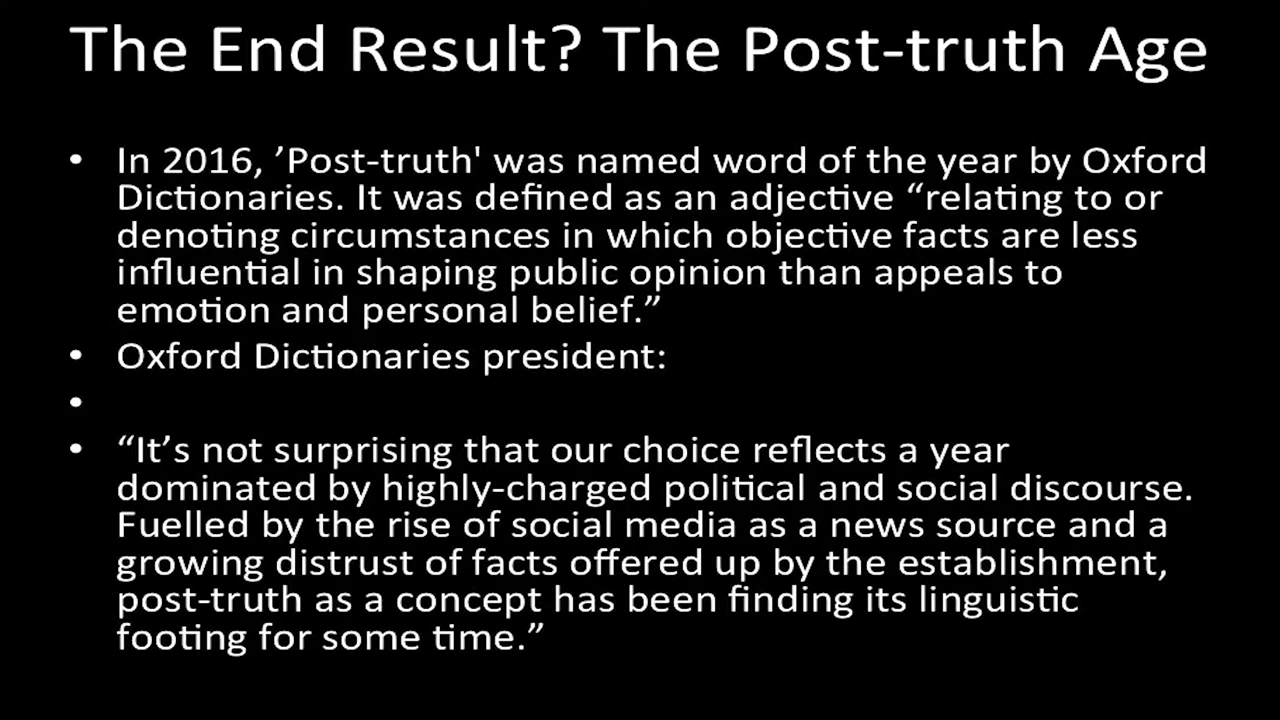 The End Result? The Post-truth Age
• In 2016, ’Post-truth' was named word of the year by Oxford
Dictionaries. It was defined as an adjective “relating to or
denoting circumstances in which objective facts are less
influential in shaping public opinion than appeals to
emotion and personal belief.”
• Oxford Dictionaries president:
•
• “It’s not surprising that our choice reflects a year
dominated by highly-charged political and social discourse.
Fuelled by the rise of social media as a news source and a
growing distrust of facts offered up by the establishment,
post-truth as a concept has been finding its linguistic
footing for some time.”